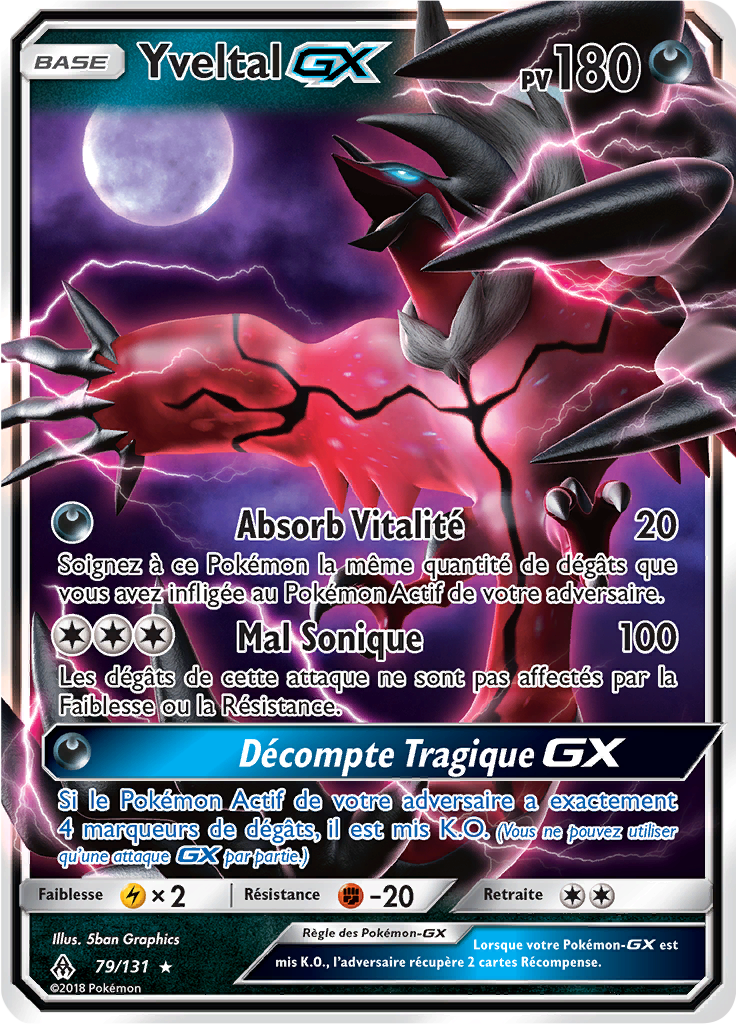 BASE Yveltal GX PV 180
Absorb Vitalité 20
Soignez à ce Pokémon la même quantité de dégâts que
vous avez infligée au Pokémon Actif de votre adversaire.
Mal Sonique 100
Les dégâts de cette attaque ne sont pas affectés par la
Faiblesse ou la Résistance.
Décompte Tragique GX
Si le Pokémon Actif de votre adversaire a exactement
4 marqueurs de dégâts, il est mis K.O. (Vous ne pouvez utiliser
qu'une attaque GX par partie.)
Faiblesse ×2 Résistance -20 Retraite
Illus. 5ban Graphics
79/131 ★
©2018 Pokémon
Règle des Pokémon-GX
Lorsque votre Pokémon-GX est
mis K.O., l'adversaire récupère 2 cartes Récompense.